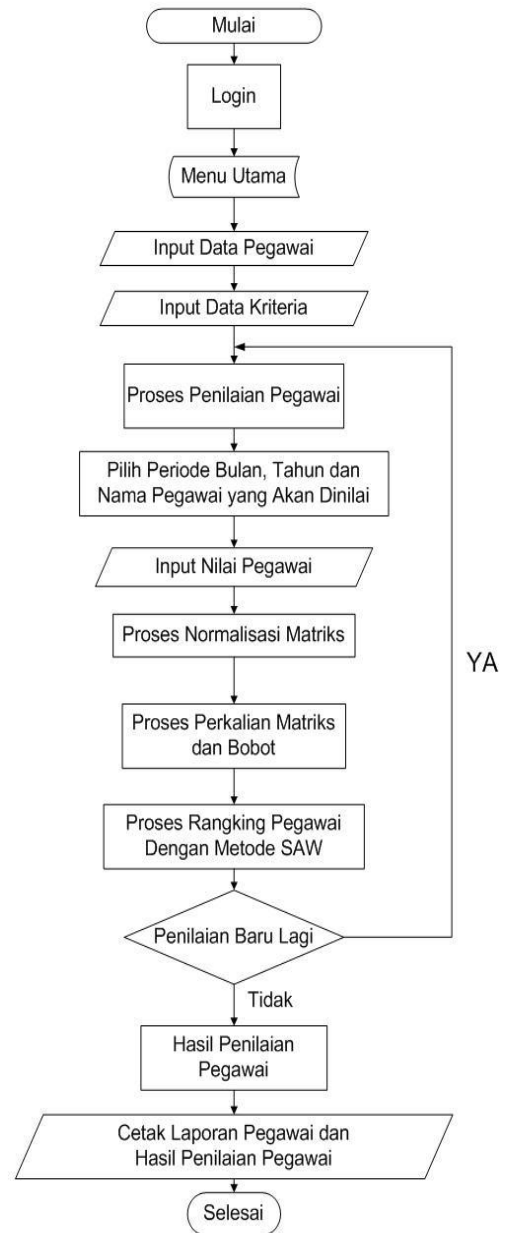 Mulai
Login
Menu Utama
Input Data Pegawai
Input Data Kriteria
Proses Penilaian Pegawai
Pilih Periode Bulan, Tahun dan
Nama Pegawai yang Akan Dinilai
Input Nilai Pegawai
Proses Normalisasi Matriks
YA
Proses Perkalian Matriks
dan Bobot
Proses Rangking Pegawai
Dengan Metode SAW
Penilaian Baru Lagi
Tidak
Hasil Penilaian
Pegawai
Cetak Laporan Pegawai dan
Hasil Penilaian Pegawai
Selesai